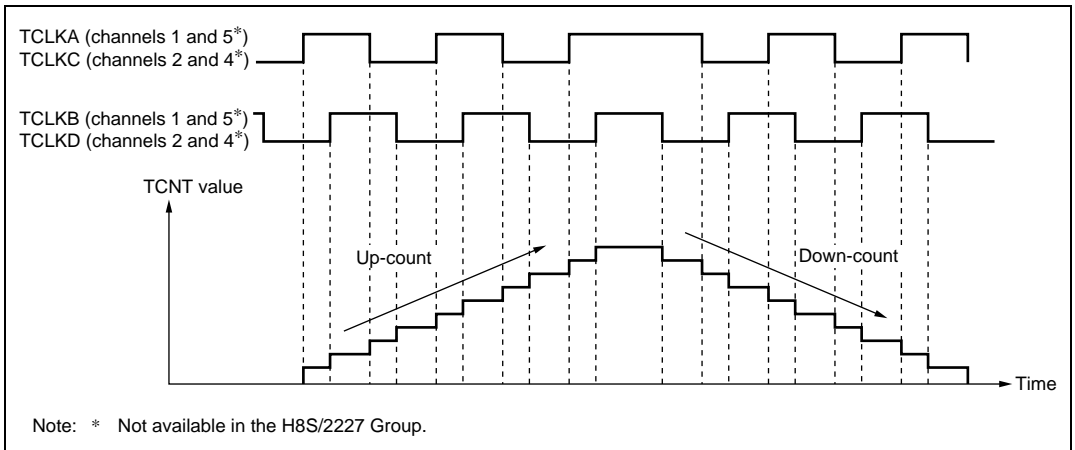 TCLKA (channels 1 and 5*)
TCLKC (channels 2 and 4*)
TCLKB (channels 1 and 5*)
TCLKD (channels 2 and 4*)
TCNT value
Up-count
Down-count
Time
Note: * Not available in the H8S/2227 Group.